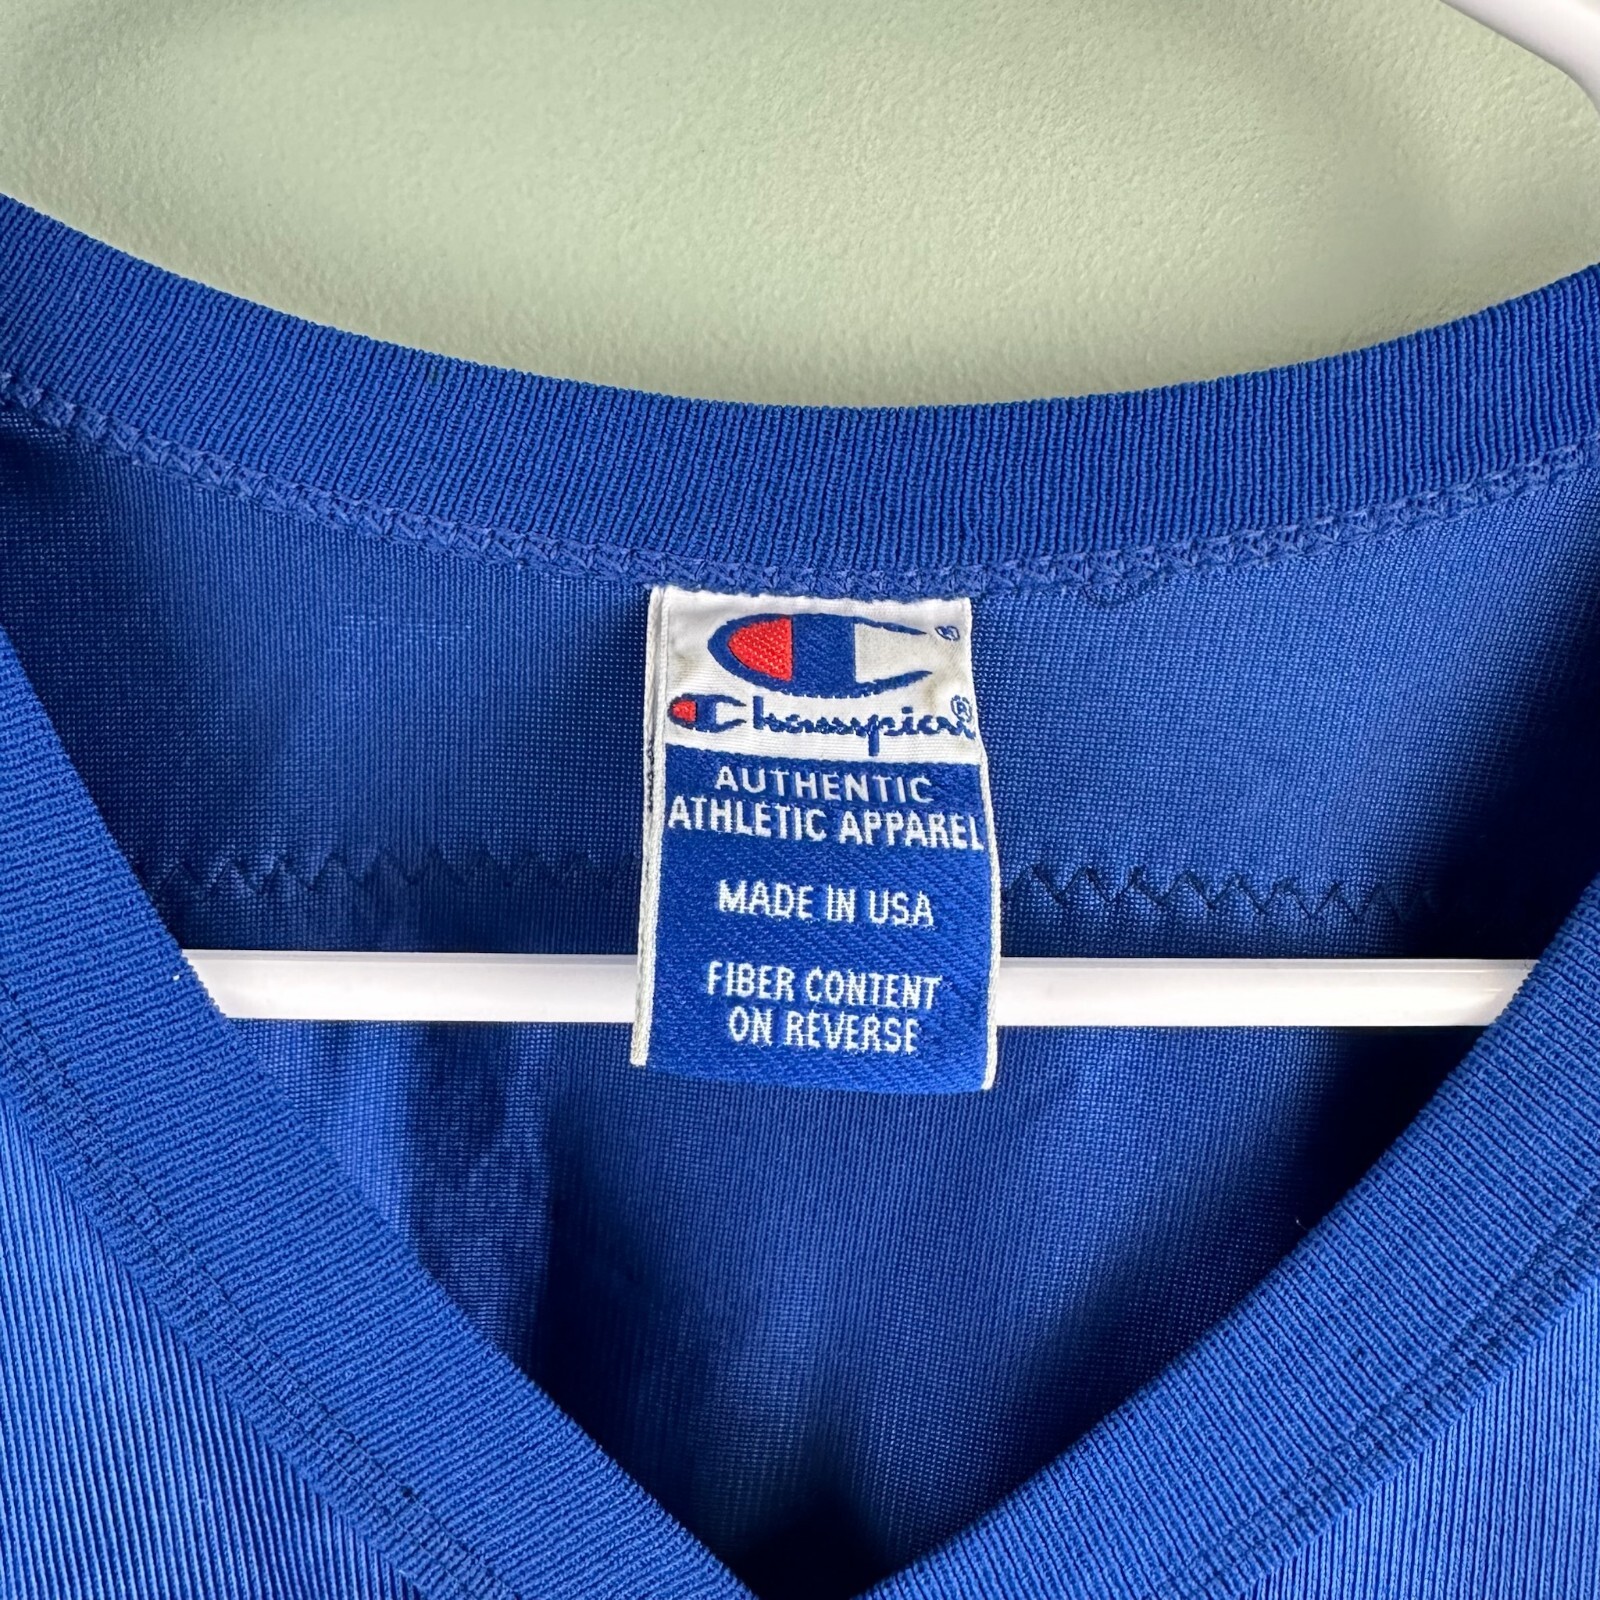 Champion®
AUTHENTIC
ATHLETIC APPAREL
MADE IN USA
FIBER CONTENT
ON REVERSE